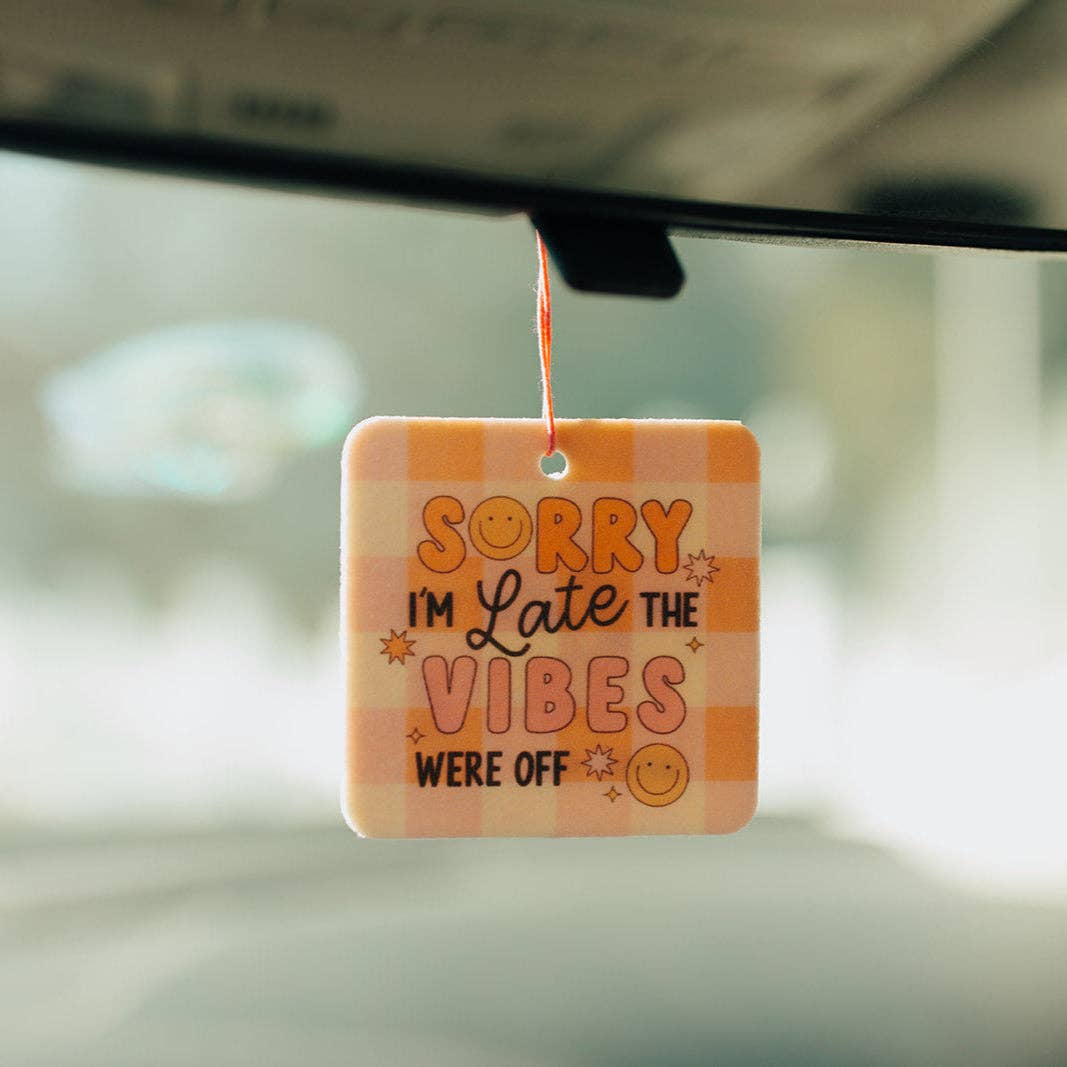 SORRY
I'M Late THE
VIBES
WERE OFF